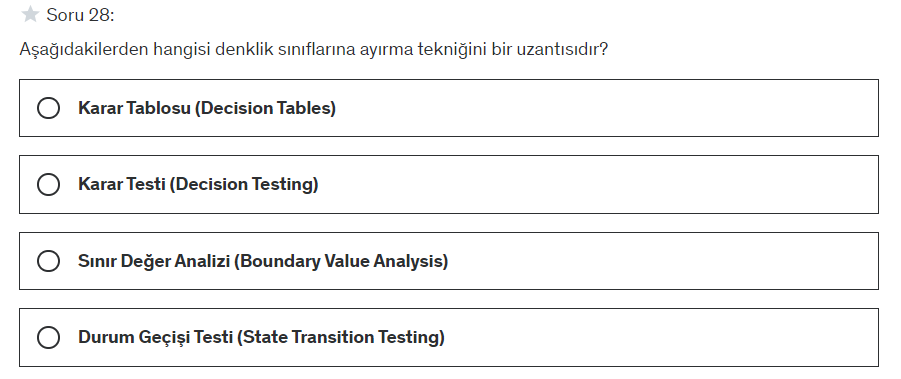 Soru 28:
Aşağıdakilerden hangisi denklik sınıflarına ayırma tekniğini bir uzantısıdır?
Karar Tablosu (Decision Tables)
Karar Testi (Decision Testing)
Sınır Değer Analizi (Boundary Value Analysis)
Durum Geçişi Testi (State Transition Testing)